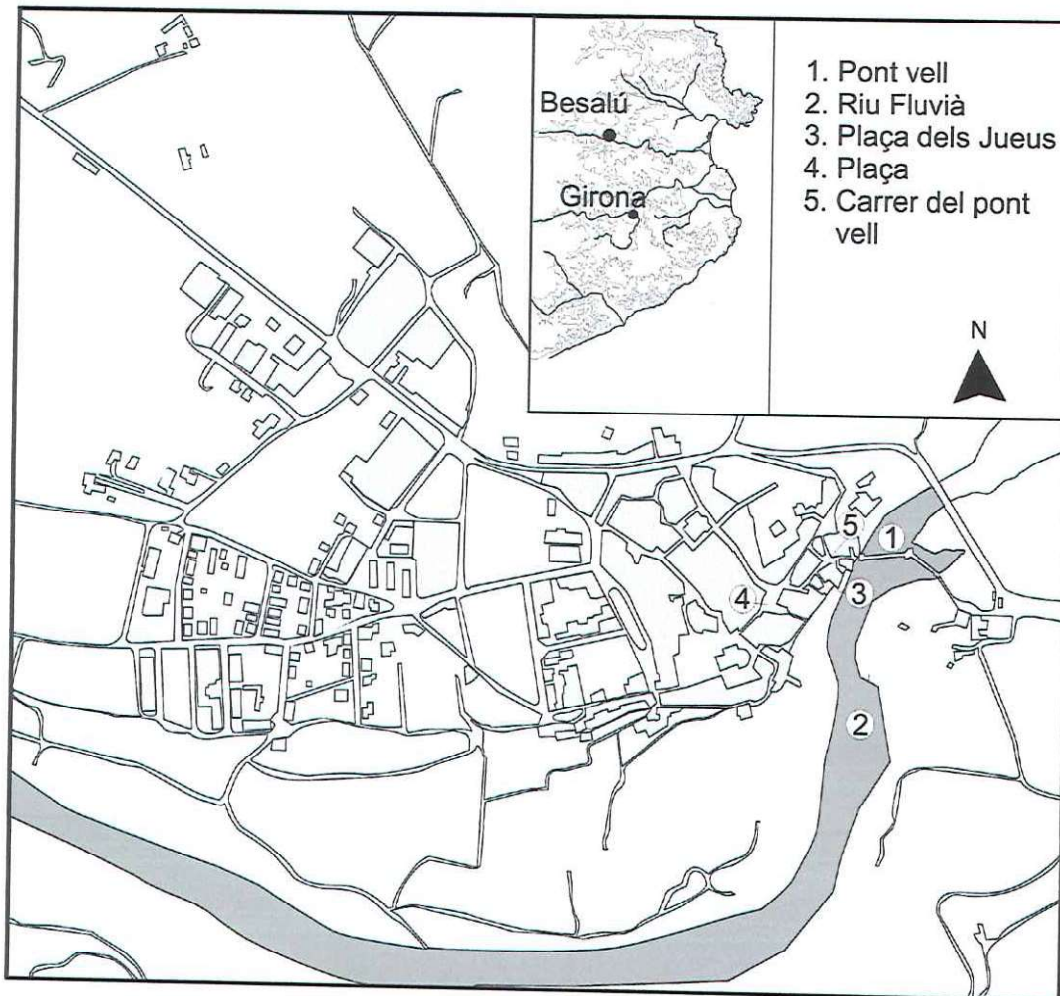 Besalú
Girona
1. Pont vell
2. Riu Fluvià
3. Plaça dels Jueus
4. Plaça
5. Carrer del pont
vell
N
5
1
4
3
2